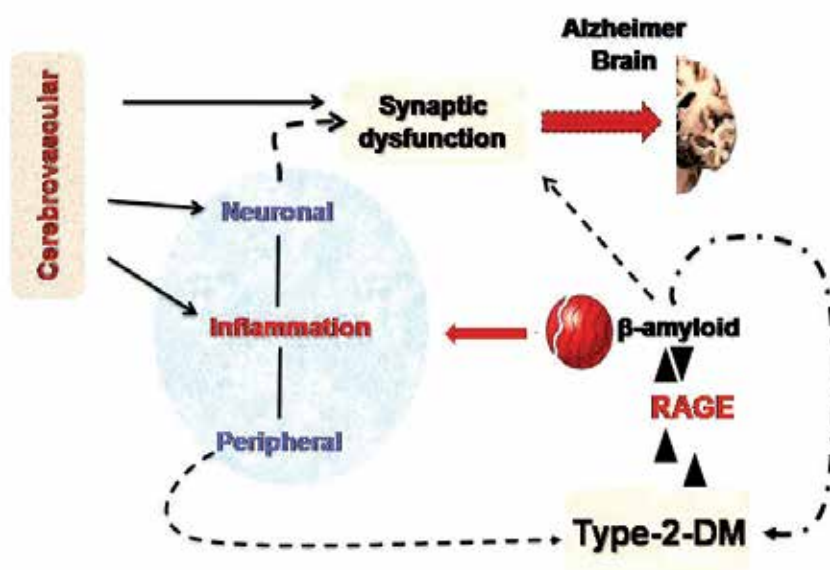 Alzheimer
Brain
Cerebrovascular
Synaptic
dysfunction
Neuronal
Inflammation
β-amyloid
RAGE
Peripheral
Type-2-DM